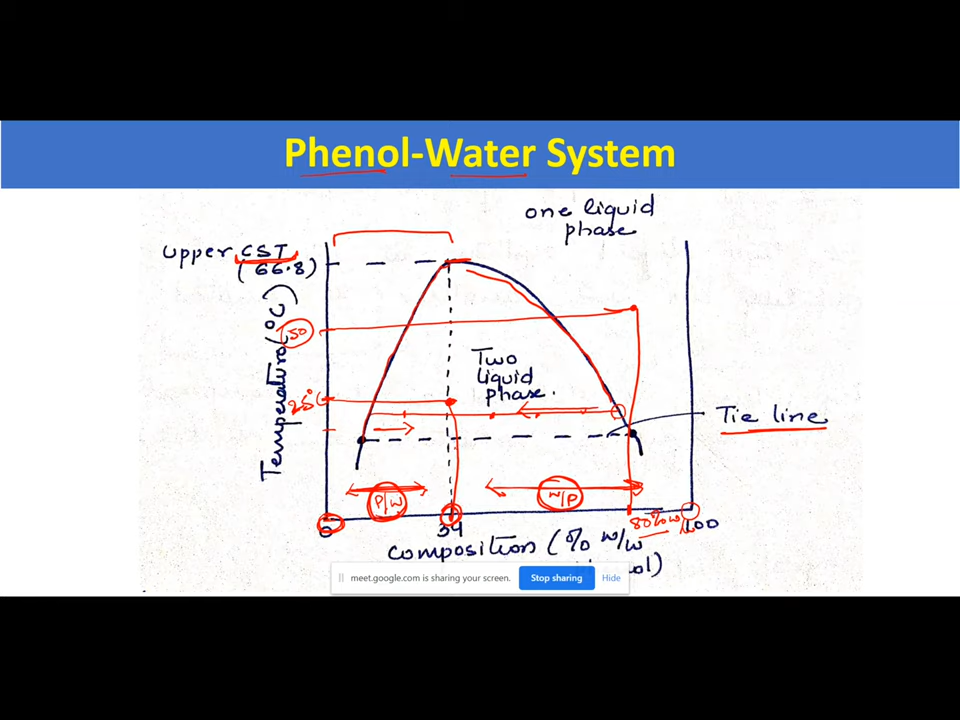 Phenol-Water System
one liquid
phase
Upper CST
(66.8)
Temperature (°C)
50
25°C
Two
liquid
phase.
Tie line
P/W
W/P
0
34
80% w/w
100
Composition (% w/w
ol)
meet.google.com is sharing your screen.
Stop sharing
Hide